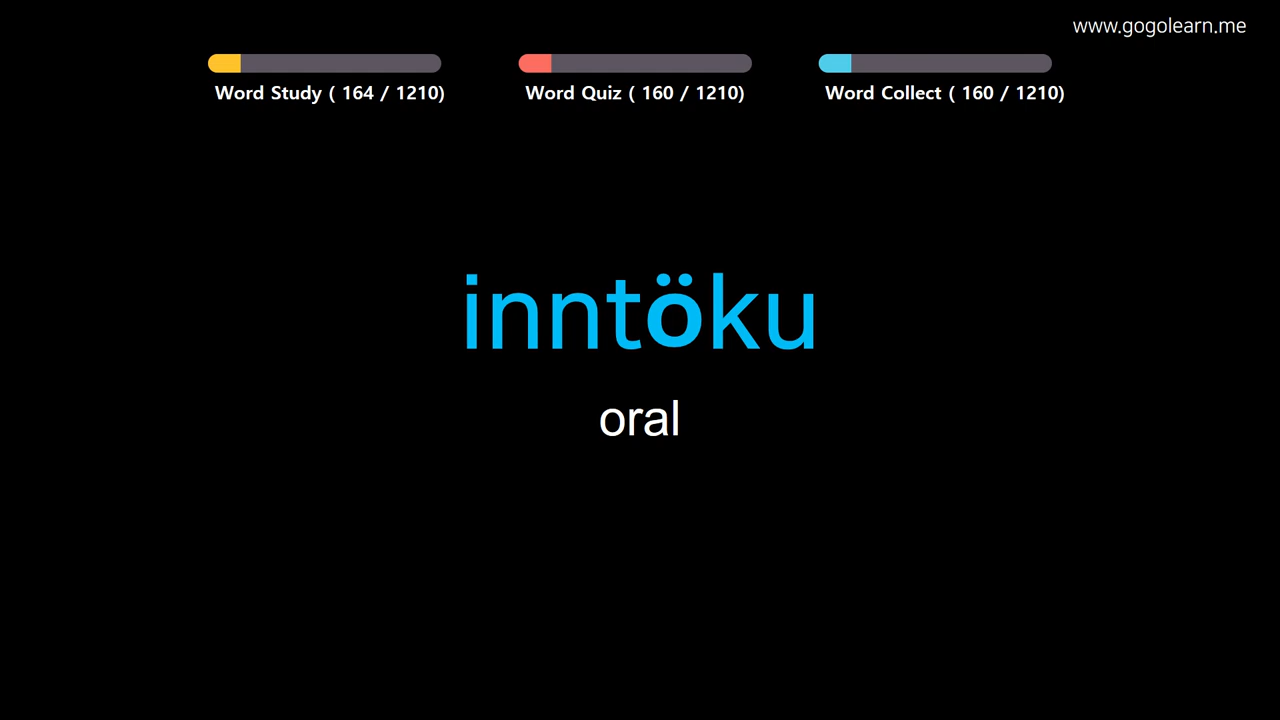 www.gogolearn.me
Word Study ( 164 / 1210)
Word Quiz ( 160 / 1210)
Word Collect ( 160 / 1210)
inntöku
oral